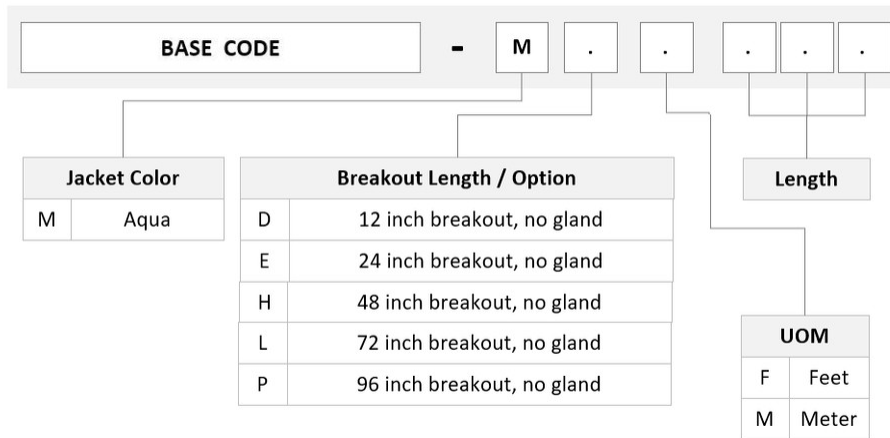 BASE CODE - M . . . . .
Jacket Color
M Aqua
Breakout Length / Option
D 12 inch breakout, no gland
E 24 inch breakout, no gland
H 48 inch breakout, no gland
L 72 inch breakout, no gland
P 96 inch breakout, no gland
Length
UOM
F Feet
M Meter